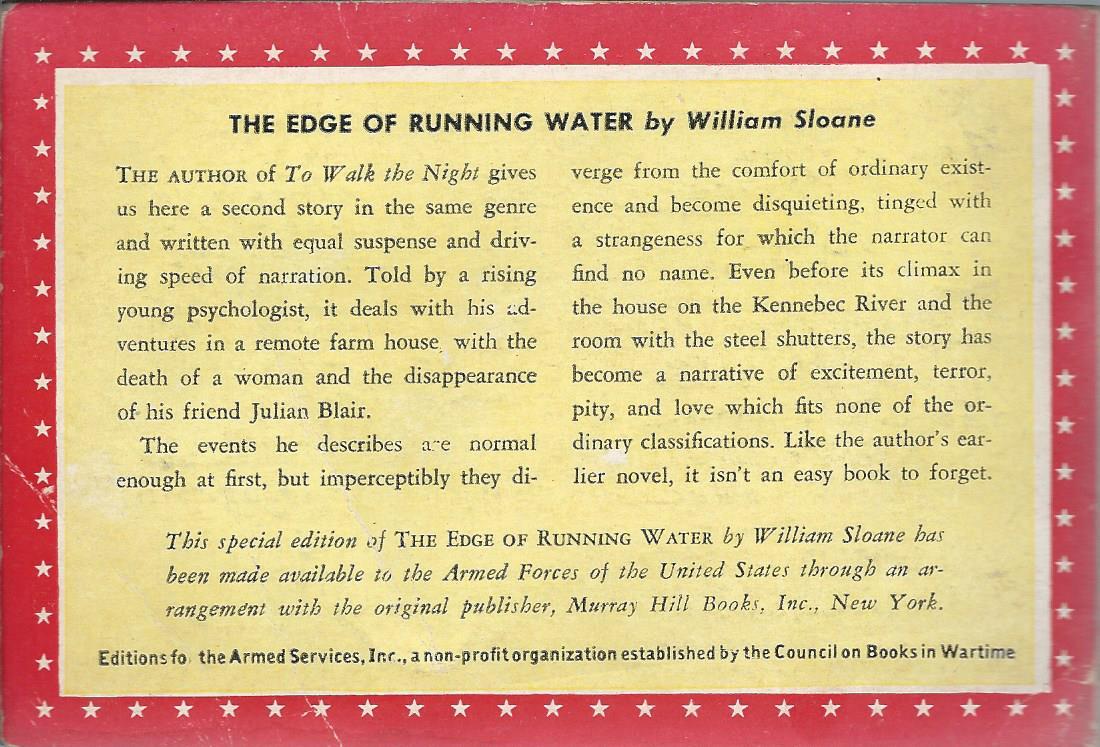 THE EDGE OF RUNNING WATER by William Sloane
THE AUTHOR of To Walk the Night gives
us here a second story in the same genre
and written with equal suspense and driv-
ing speed of narration. Told by a rising
young psychologist, it deals with his ad-
ventures in a remote farm house with the
death of a woman and the disappearance
of his friend Julian Blair.
The events he describes are normal
enough at first, but imperceptibly they di-
verge from the comfort of ordinary exist-
ence and become disquieting, tinged with
a strangeness for which the narrator can
find no name. Even before its climax in
the house on the Kennebec River and the
room with the steel shutters, the story has
become a narrative of excitement, terror,
pity, and love which fits none of the or-
dinary classifications. Like the author's ear-
lier novel, it isn't an easy book to forget.
This special edition of THE EDGE OF RUNNING WATER by William Sloane has
been made available to the Armed Forces of the United States through an ar-
rangement with the original publisher, Murray Hill Books, Inc., New York.
Editions fo the Armed Services, Inc., a non-profit organization established by the Council on Books in Wartime